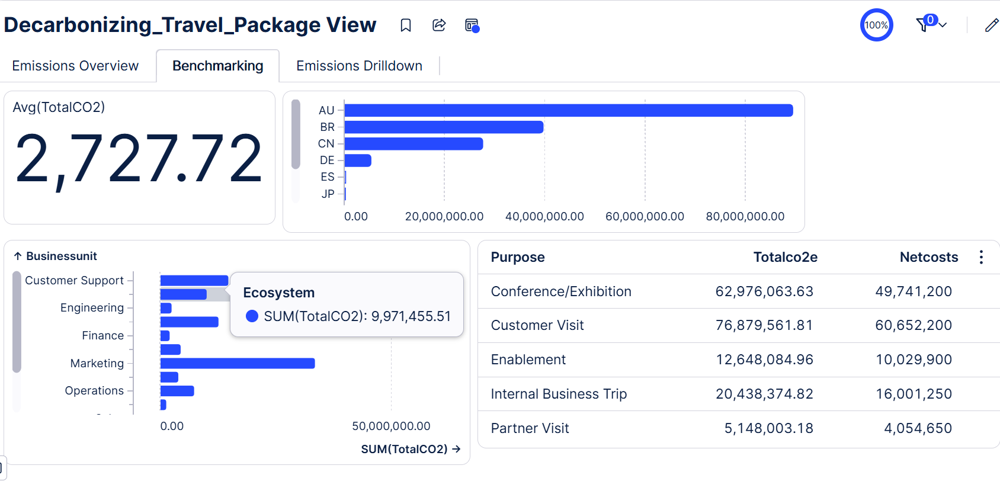 Decarbonizing_Travel_Package View
100%
0
Emissions Overview
Benchmarking
Emissions Drilldown
Avg(TotalCO2)
2,727.72
AU
BR
CN
DE
ES
JP
0.00 20,000,000.00 40,000,000.00 60,000,000.00 80,000,000.00
↑ Businessunit
Customer Support
Engineering
Finance
Marketing
Operations
0.00 50,000,000.00
SUM(TotalCO2) →
Ecosystem
SUM(TotalCO2): 9,971,455.51
Purpose Totalco2e Netcosts
Conference/Exhibition 62,976,063.63 49,741,200
Customer Visit 76,879,561.81 60,652,200
Enablement 12,648,084.96 10,029,900
Internal Business Trip 20,438,374.82 16,001,250
Partner Visit 5,148,003.18 4,054,650